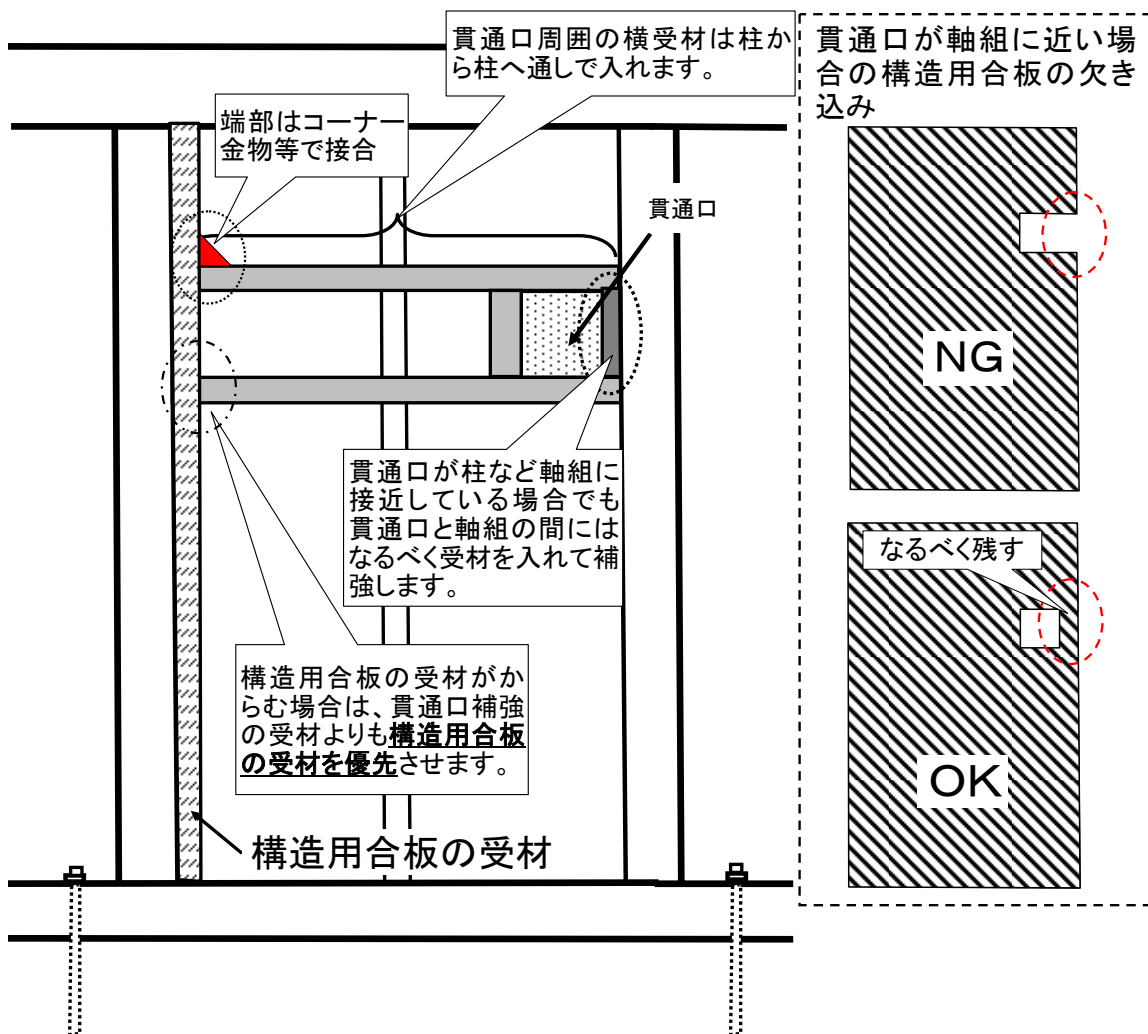 貫通口周囲の横受材は柱か
ら柱へ通しで入れます。
端部はコーナー
金物等で接合
貫通口
貫通口が柱など軸組に
接近している場合でも
貫通口と軸組の間には
なるべく受材を入れて補
強します。
構造用合板の受材がか
らむ場合は、貫通口補強
の受材よりも構造用合板
の受材を優先させます。
構造用合板の受材
貫通口が軸組に近い場
合の構造用合板の欠き
込み
NG
なるべく残す
OK